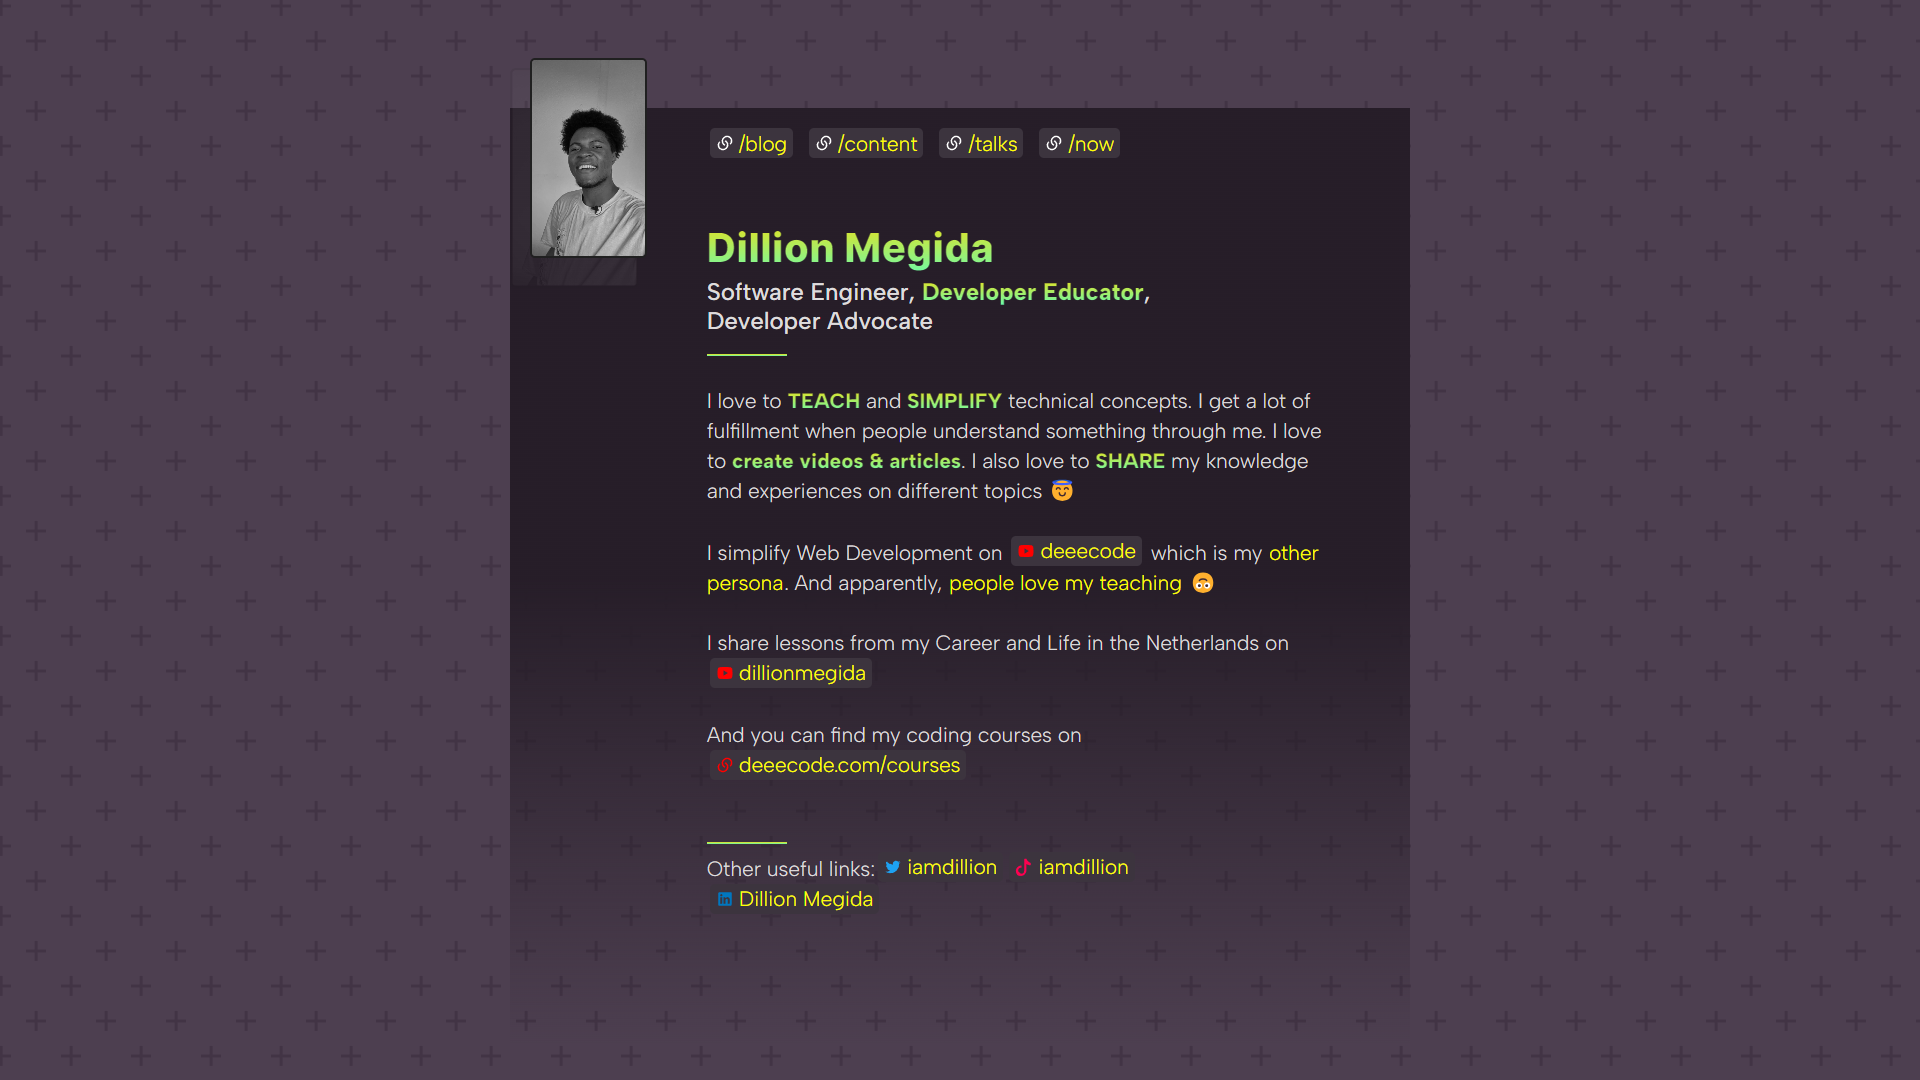 /blog /content /talks /now
Dillion Megida
Software Engineer, Developer Educator,
Developer Advocate
I love to TEACH and SIMPLIFY technical concepts. I get a lot of
fulfillment when people understand something through me. I love
to create videos & articles. I also love to SHARE my knowledge
and experiences on different topics 😇
I simplify Web Development on deeecode which is my other
persona. And apparently, people love my teaching 🙃
I share lessons from my Career and Life in the Netherlands on
dillionmegida
And you can find my coding courses on
deeecode.com/courses
Other useful links: iamdillion iamdillion
Dillion Megida